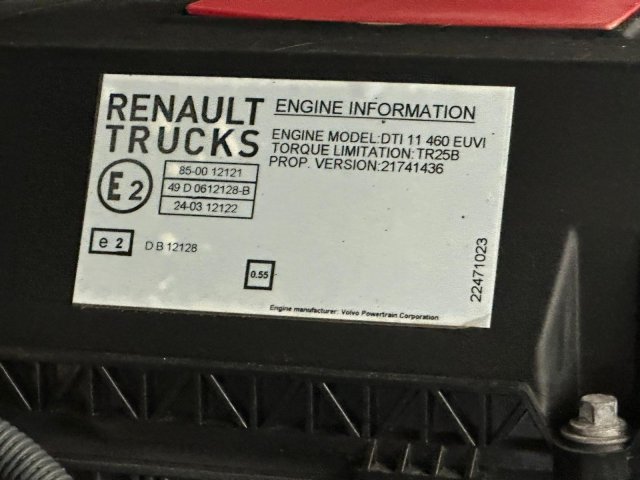 RENAULT
TRUCKS
ENGINE INFORMATION
ENGINE MODEL:DTI 11 460 EUVI
TORQUE LIMITATION:TR25B
PROP. VERSION:21741436
E2
85-00 12121
49 D 0612128-B
24-03 12122
e 2
D B 12128
0.55
22471023
Engine manufacturer: Volvo Powertrain Corporation